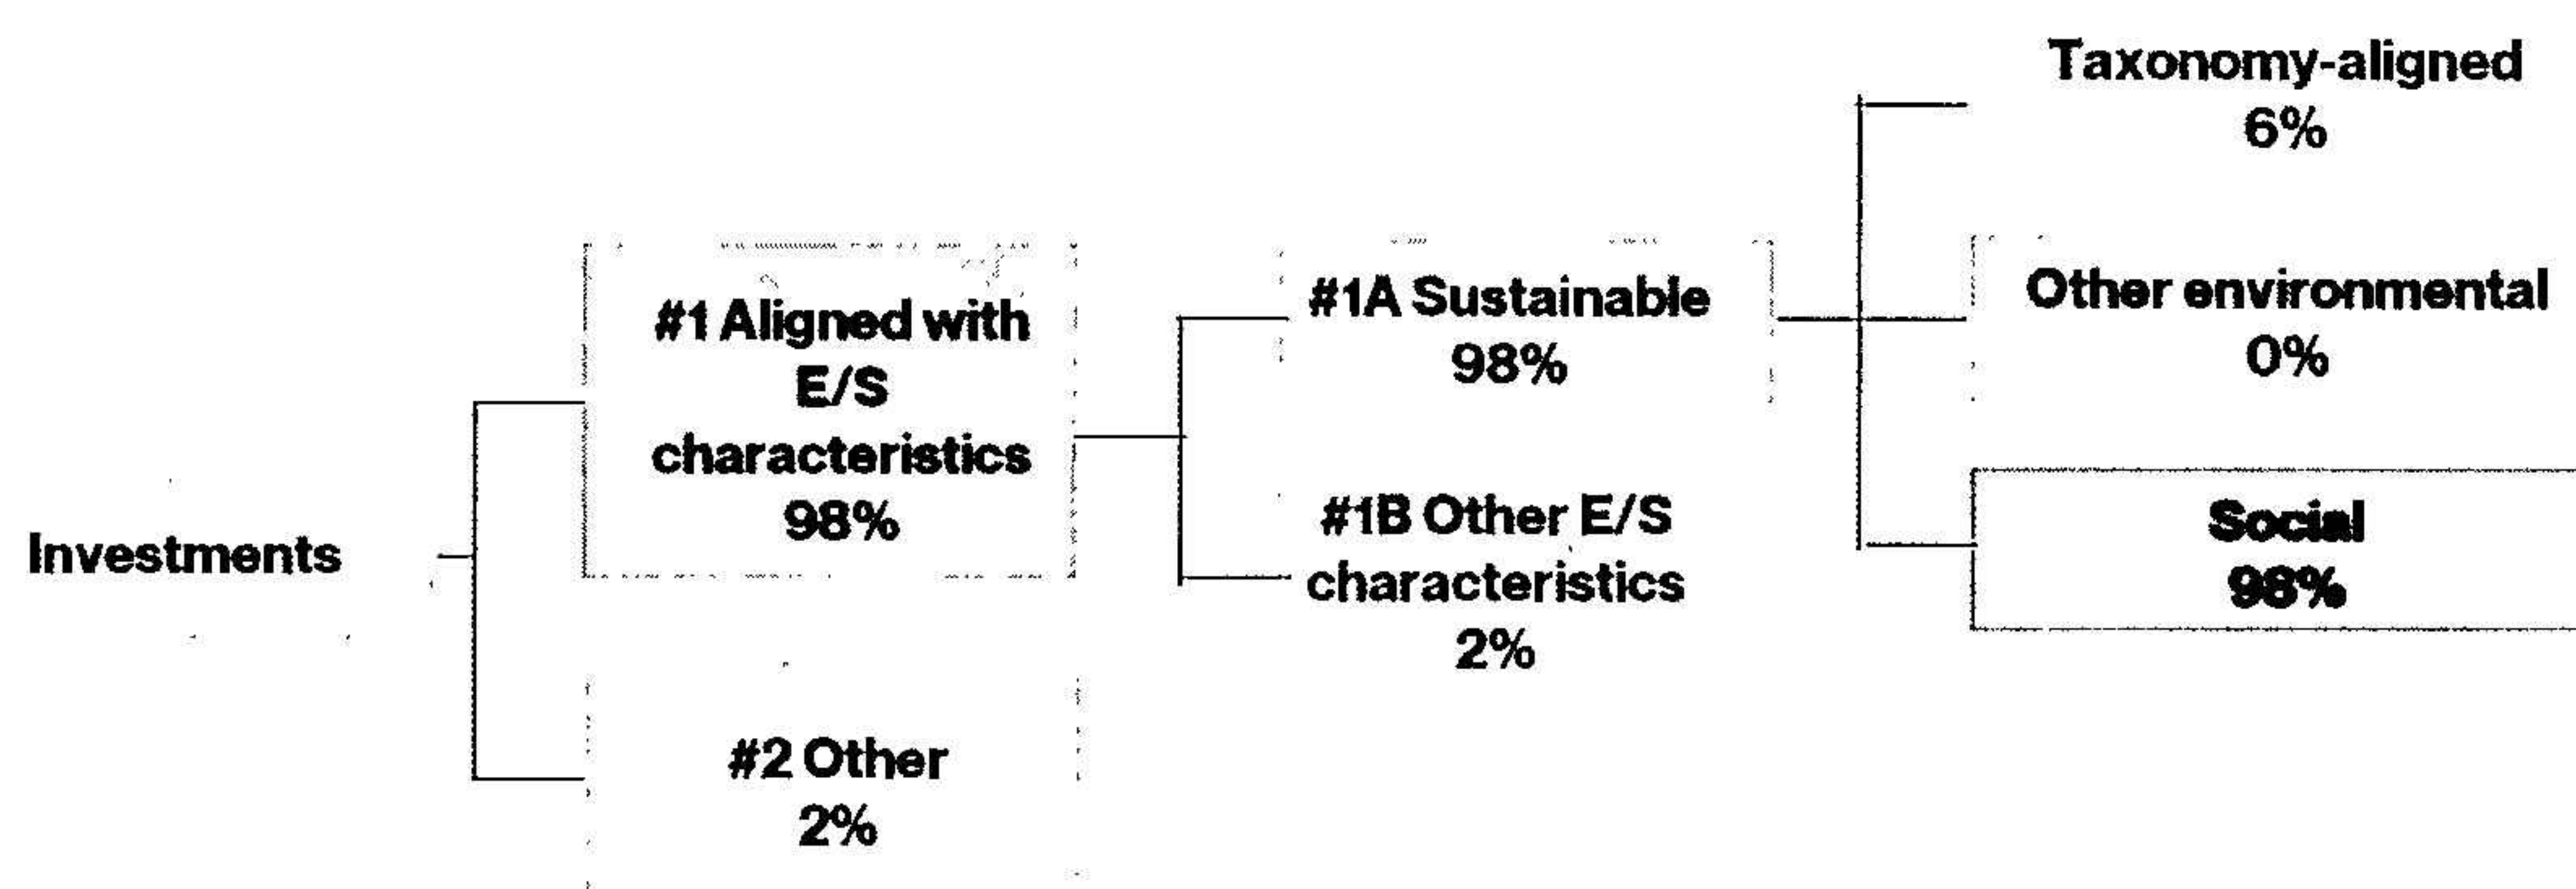 Investments
#1 Aligned with
E/S
characteristics
98%
#2 Other
2%
#1A Sustainable
98%
#1B Other E/S
characteristics
2%
Taxonomy-aligned
6%
Other environmental
0%
Social
98%